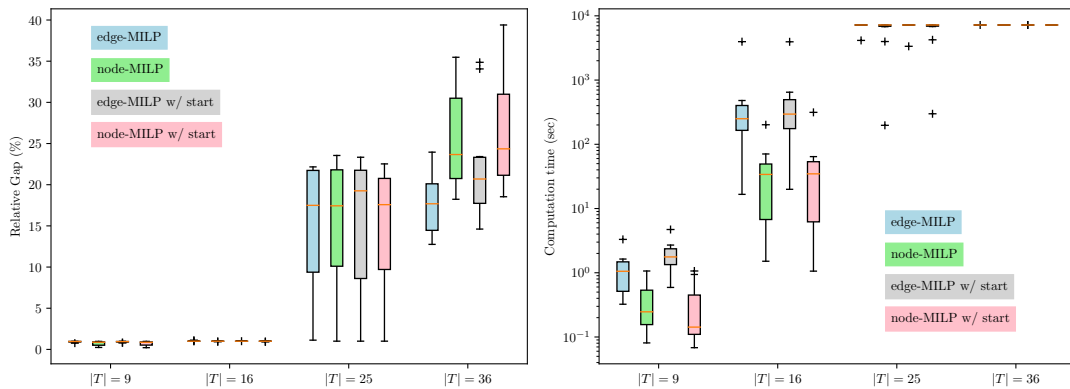 40
35
30
25
20
15
10
5
0
Relative Gap (%)
edge-MILP
node-MILP
edge-MILP w/ start
node-MILP w/ start
|T| = 9
|T| = 16
|T| = 25
|T| = 36
10^4
10^3
10^2
10^1
10^0
10^−1
Computation time (sec)
edge-MILP
node-MILP
edge-MILP w/ start
node-MILP w/ start
|T| = 9
|T| = 16
|T| = 25
|T| = 36